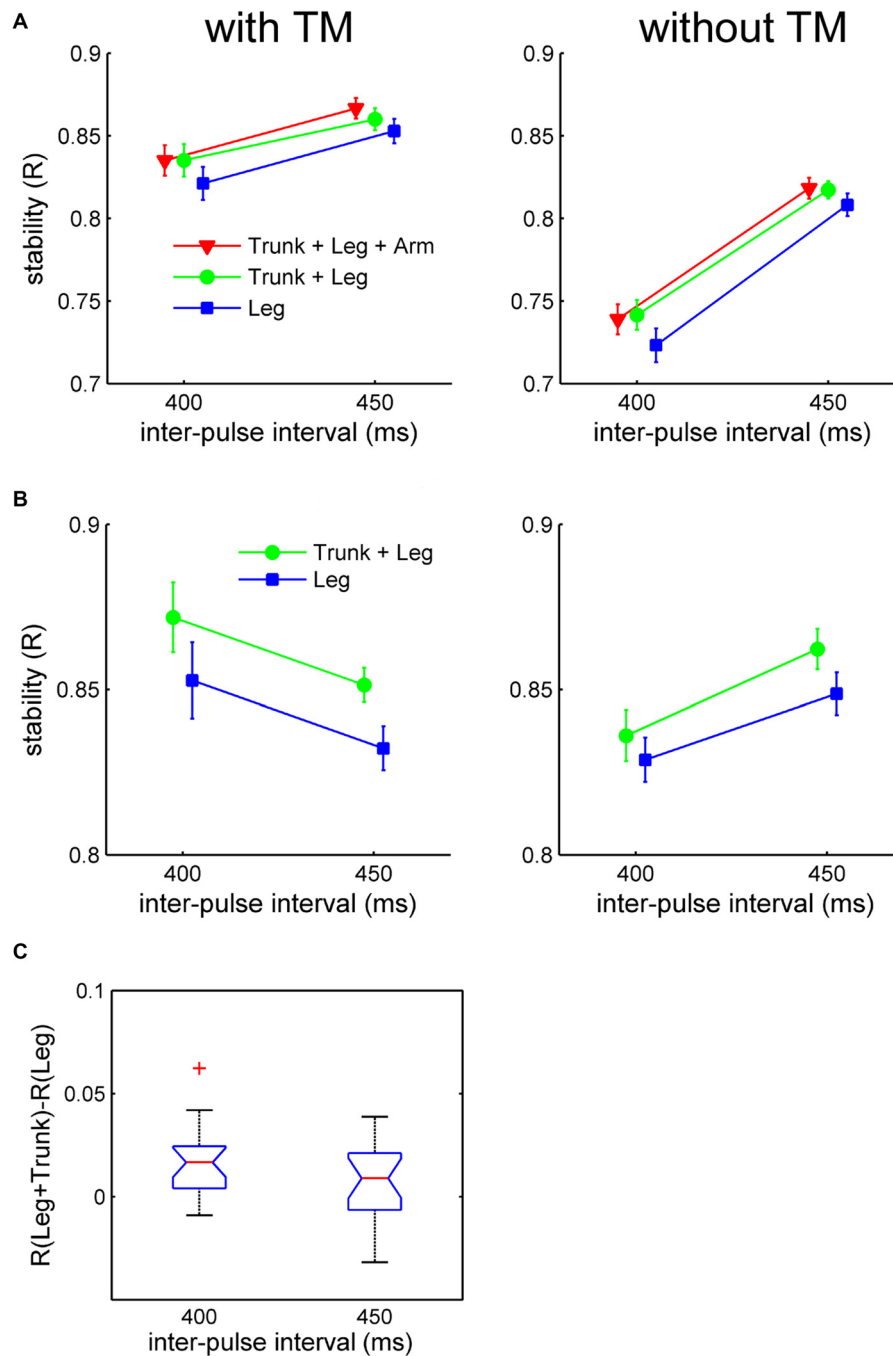 A
with TM
without TM
0.9
0.85
0.8
0.75
0.7
stability (R)
Trunk + Leg + Arm
Trunk + Leg
Leg
400
450
inter-pulse interval (ms)
0.9
0.85
0.8
0.75
0.7
400
450
inter-pulse interval (ms)
B
0.9
0.85
0.8
stability (R)
Trunk + Leg
Leg
400
450
inter-pulse interval (ms)
0.9
0.85
0.8
400
450
inter-pulse interval (ms)
C
0.1
0.05
0
R(Leg+Trunk)-R(Leg)
400
450
inter-pulse interval (ms)